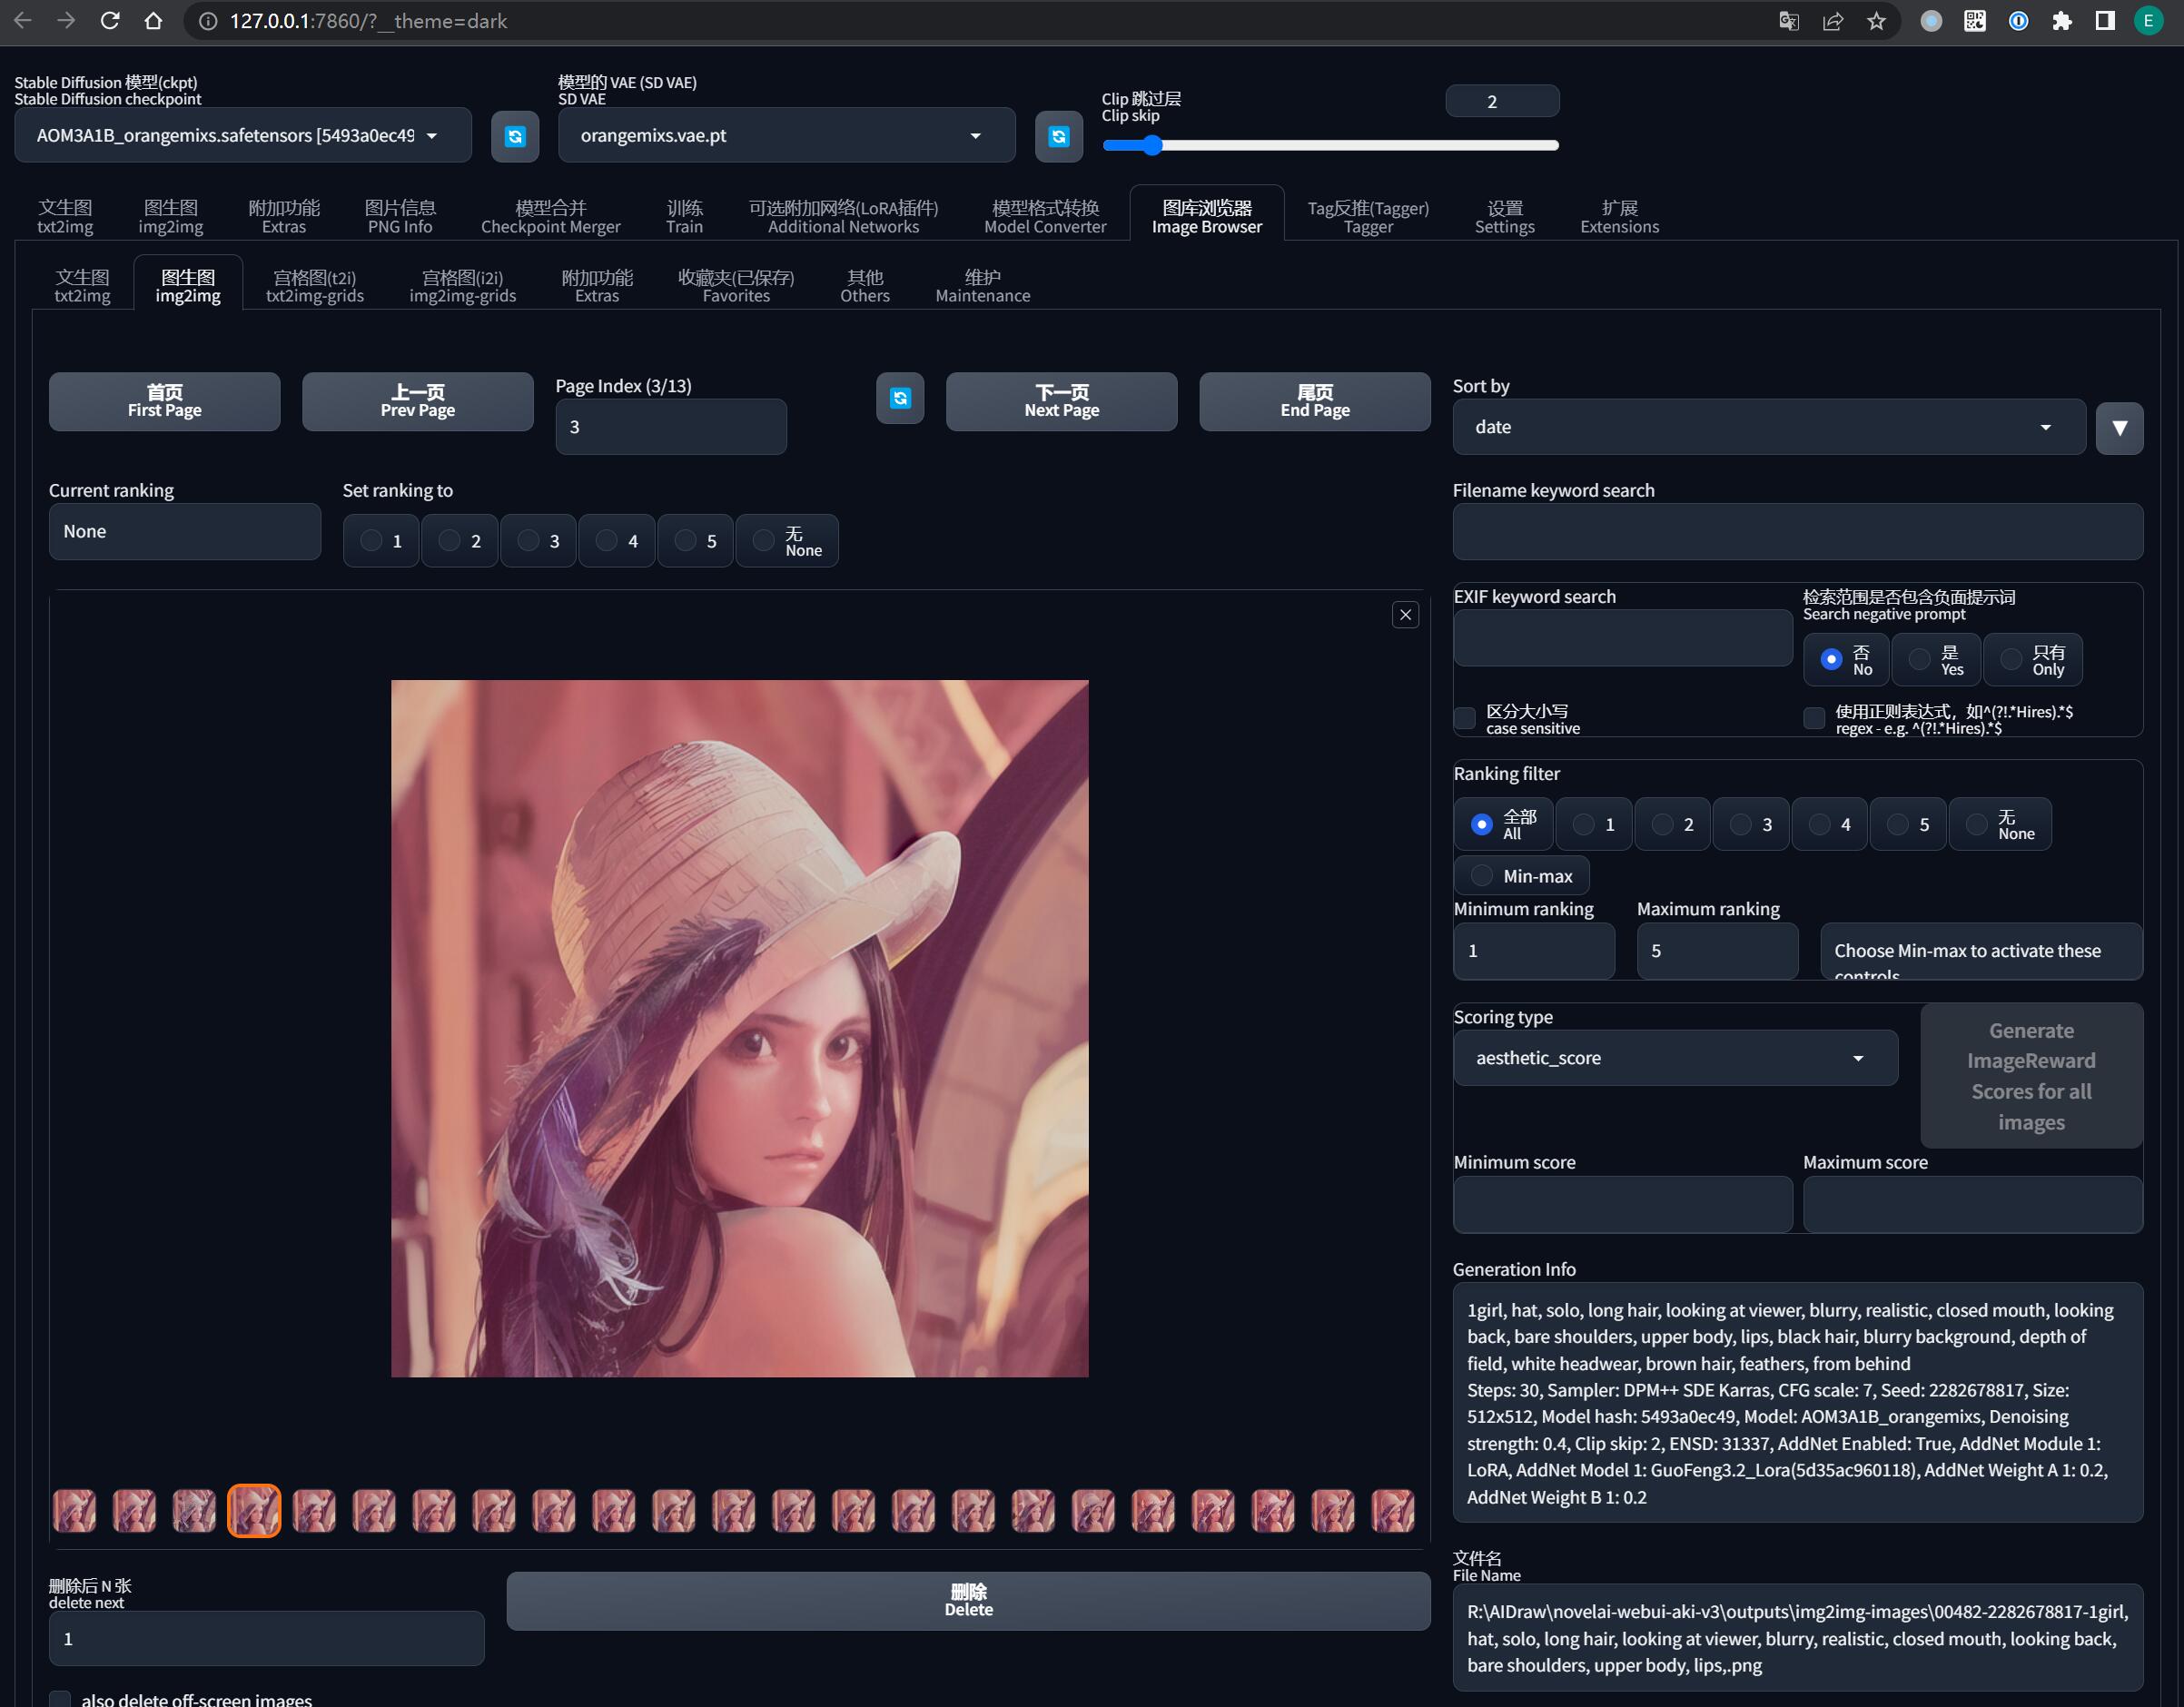 127.0.0.1:7860/?__theme=dark
E
Stable Diffusion 模型(ckpt)
Stable Diffusion checkpoint
AOM3A1B_orangemixs.safetensors [5493a0ec49
模型的 VAE (SD VAE)
SD VAE
orangemixs.vae.pt
Clip 跳过层
Clip skip
2
文生图
txt2img
图生图
img2img
附加功能
Extras
图片信息
PNG Info
模型合并
Checkpoint Merger
训练
Train
可选附加网络(LoRA插件)
Additional Networks
模型格式转换
Model Converter
图库浏览器
Image Browser
Tag反推(Tagger)
Tagger
设置
Settings
扩展
Extensions
文生图
txt2img
图生图
img2img
宫格图(t2i)
txt2img-grids
宫格图(i2i)
img2img-grids
附加功能
Extras
收藏夹(已保存)
Favorites
其他
Others
维护
Maintenance
首页
First Page
上一页
Prev Page
Page Index (3/13)
3
下一页
Next Page
尾页
End Page
Sort by
date
Current ranking
None
Set ranking to
1
2
3
4
5
无
None
Filename keyword search
EXIF keyword search
检索范围是否包含负面提示词
Search negative prompt
否
No
是
Yes
只有
Only
区分大小写
case sensitive
使用正则表达式，如^(?!.*Hires).*$
regex - e.g. ^(?!.*Hires).*$
Ranking filter
全部
All
1
2
3
4
5
无
None
Min-max
Minimum ranking
1
Maximum ranking
5
Choose Min-max to activate these
controls
Scoring type
aesthetic_score
Generate
ImageReward
Scores for all
images
Minimum score
Maximum score
Generation Info
1girl, hat, solo, long hair, looking at viewer, blurry, realistic, closed mouth, looking
back, bare shoulders, upper body, lips, black hair, blurry background, depth of
field, white headwear, brown hair, feathers, from behind
Steps: 30, Sampler: DPM++ SDE Karras, CFG scale: 7, Seed: 2282678817, Size:
512x512, Model hash: 5493a0ec49, Model: AOM3A1B_orangemixs, Denoising
strength: 0.4, Clip skip: 2, ENSD: 31337, AddNet Enabled: True, AddNet Module 1:
LoRA, AddNet Model 1: GuoFeng3.2_Lora(5d35ac960118), AddNet Weight A 1: 0.2,
AddNet Weight B 1: 0.2
删除后 N 张
delete next
1
删除
Delete
also delete off-screen images
文件名
File Name
R:\AIDraw\novelai-webui-aki-v3\outputs\img2img-images\00482-2282678817-1girl,
hat, solo, long hair, looking at viewer, blurry, realistic, closed mouth, looking back,
bare shoulders, upper body, lips,.png